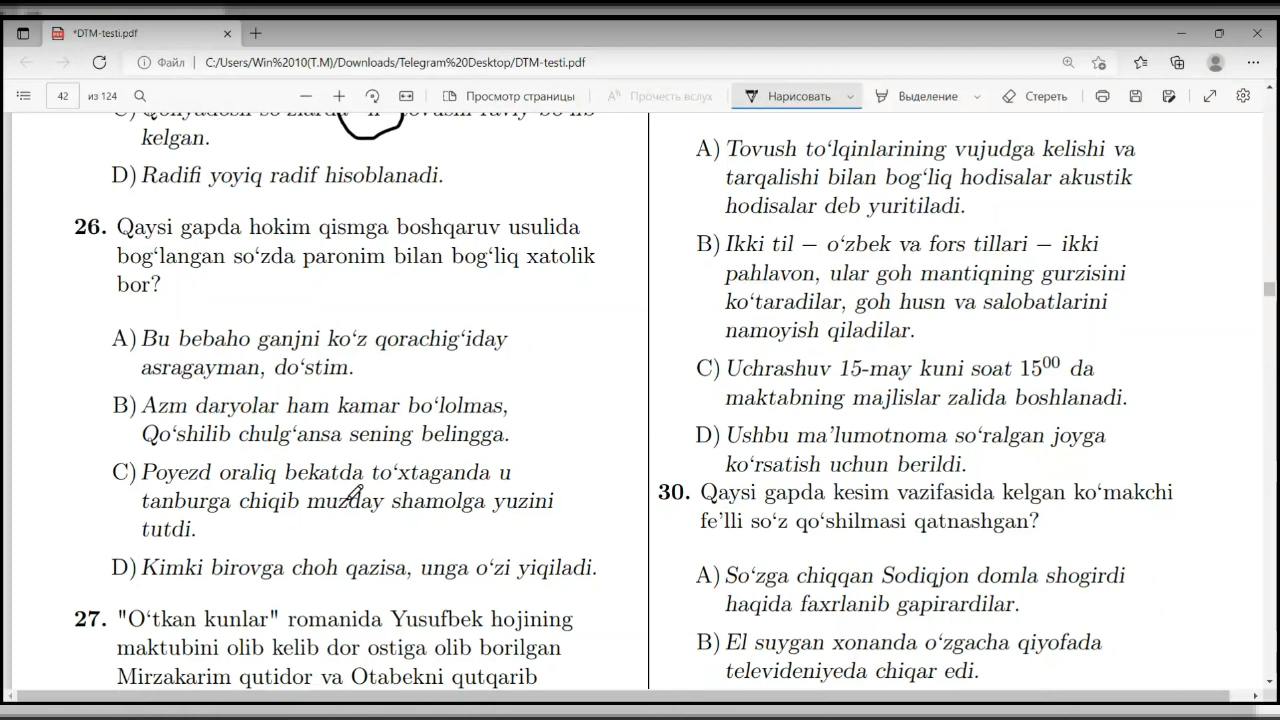 *DTM-testi.pdf
Файл | C:/Users/Win%2010(T.M)/Downloads/Telegram%20Desktop/DTM-testi.pdf
42 из 124
Просмотр страницы
Прочесть вслух
Нарисовать
Выделение
Стереть
kelgan.
D) Radifi yoyiq radif hisoblanadi.
26. Qaysi gapda hokim qismga boshqaruv usulida
bog‘langan so‘zda paronim bilan bog‘liq xatolik
bor?
A) Bu bebaho ganjni ko‘z qorachig‘iday
asragayman, do‘stim.
B) Azm daryolar ham kamar bo‘lolmas,
Qo‘shilib chulg‘ansa sening belingga.
C) Poyezd oraliq bekatda to‘xtaganda u
tanburga chiqib muzday shamolga yuzini
tutdi.
D) Kimki birovga choh qazisa, unga o‘zi yiqiladi.
27. "O‘tkan kunlar" romanida Yusufbek hojining
maktubini olib kelib dor ostiga olib borilgan
Mirzakarim qutidor va Otabekni qutqarib
A) Tovush to‘lqinlarining vujudga kelishi va
tarqalishi bilan bog‘liq hodisalar akustik
hodisalar deb yuritiladi.
B) Ikki til – o‘zbek va fors tillari – ikki
pahlavon, ular goh mantiqning gurzisini
ko‘taradilar, goh husn va salobatlarini
namoyish qiladilar.
C) Uchrashuv 15-may kuni soat 15⁰⁰ da
maktabning majlislar zalida boshlanadi.
D) Ushbu ma’lumotnoma so‘ralgan joyga
ko‘rsatish uchun berildi.
30. Qaysi gapda kesim vazifasida kelgan ko‘makchi
fe’lli so‘z qo‘shilmasi qatnashgan?
A) So‘zga chiqqan Sodiqjon domla shogirdi
haqida faxrlanib gapirardilar.
B) El suygan xonanda o‘zgacha qiyofada
televideniyeda chiqar edi.